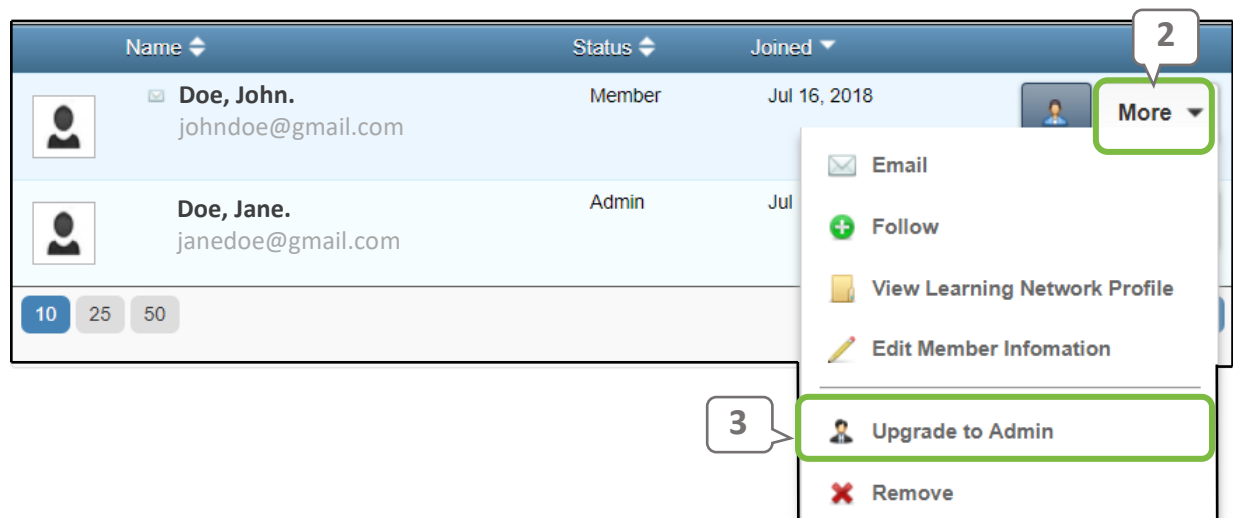 2
Name Status Joined
Doe, John. Member Jul 16, 2018 More
johndoe@gmail.com
Email
Doe, Jane. Admin Jul
Follow
janedoe@gmail.com
View Learning Network Profile
10 25 50
Edit Member Infomation
3 Upgrade to Admin
Remove